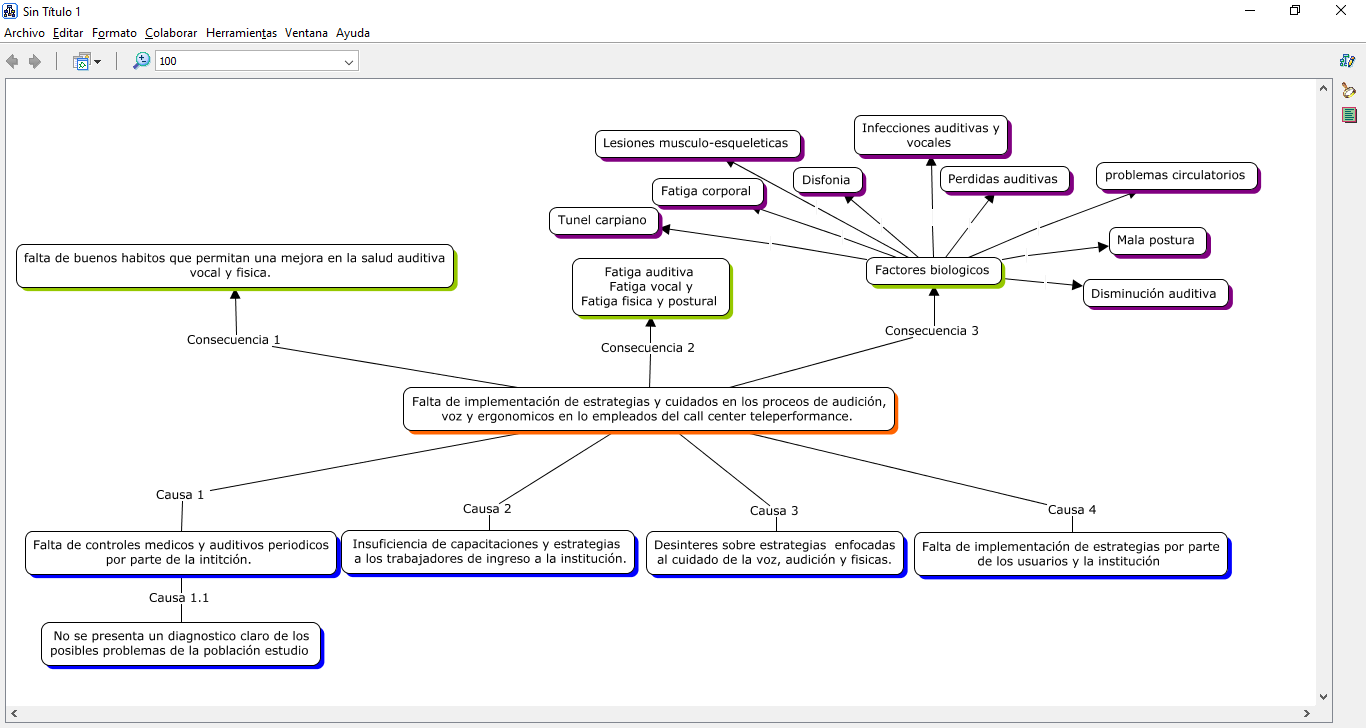 Sin Título 1
Archivo Editar Formato Colaborar Herramientas Ventana Ayuda
100
Infecciones auditivas y
vocales
Lesiones musculo-esqueleticas
Disfonia
Perdidas auditivas
problemas circulatorios
Fatiga corporal
Tunel carpiano
Mala postura
falta de buenos habitos que permitan una mejora en la salud auditiva
vocal y fisica.
Fatiga auditiva
Fatiga vocal y
Fatiga fisica y postural
Factores biologicos
Disminución auditiva
Consecuencia 1
Consecuencia 2
Consecuencia 3
Falta de implementación de estrategias y cuidados en los proceos de audición,
voz y ergonomicos en lo empleados del call center teleperformance.
Causa 1
Causa 2
Causa 3
Causa 4
Falta de controles medicos y auditivos periodicos
por parte de la intitción.
Insuficiencia de capacitaciones y estrategias
a los trabajadores de ingreso a la institución.
Desinteres sobre estrategias enfocadas
al cuidado de la voz, audición y fisicas.
Falta de implementación de estrategias por parte
de los usuarios y la institución
Causa 1.1
No se presenta un diagnostico claro de los
posibles problemas de la población estudio